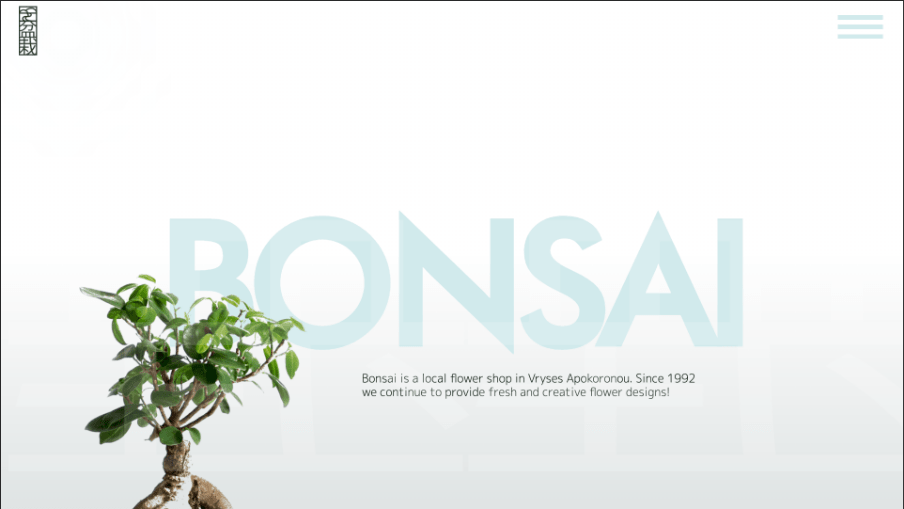 BONSAI
Bonsai is a local flower shop in Vryses Apokoronou. Since 1992
we continue to provide fresh and creative flower designs!